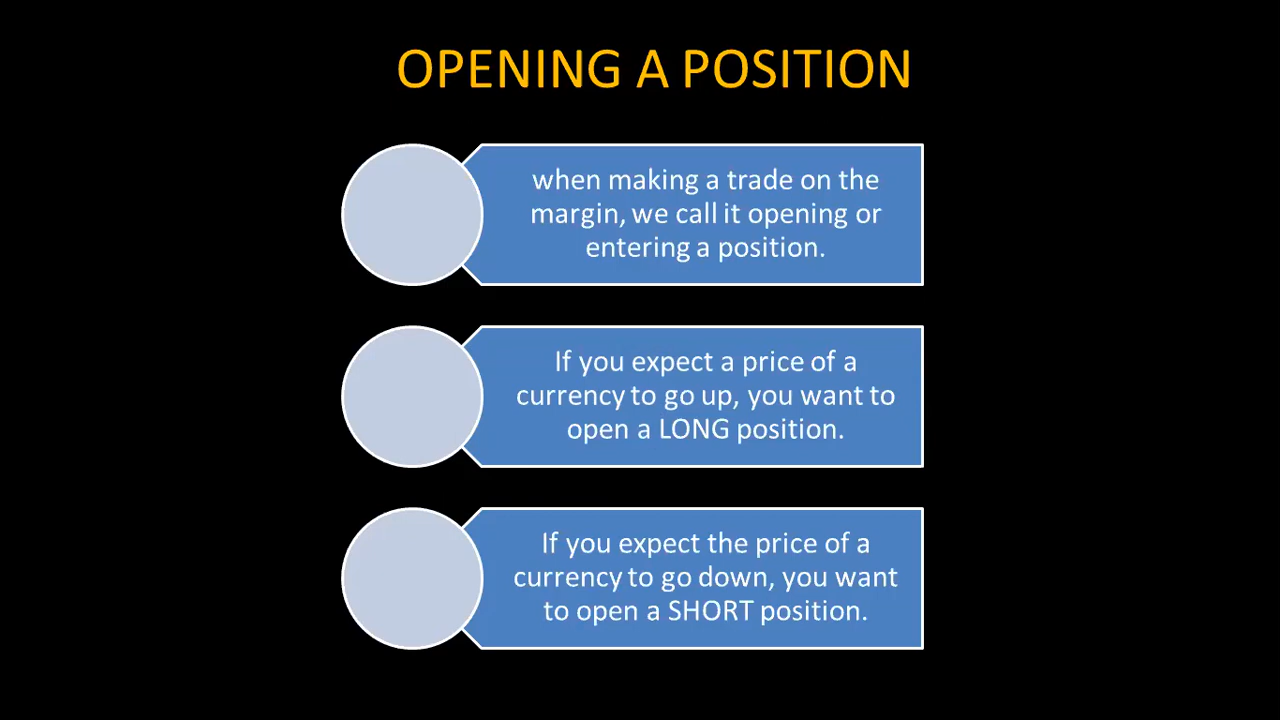 OPENING A POSITION
when making a trade on the
margin, we call it opening or
entering a position.
If you expect a price of a
currency to go up, you want to
open a LONG position.
If you expect the price of a
currency to go down, you want
to open a SHORT position.